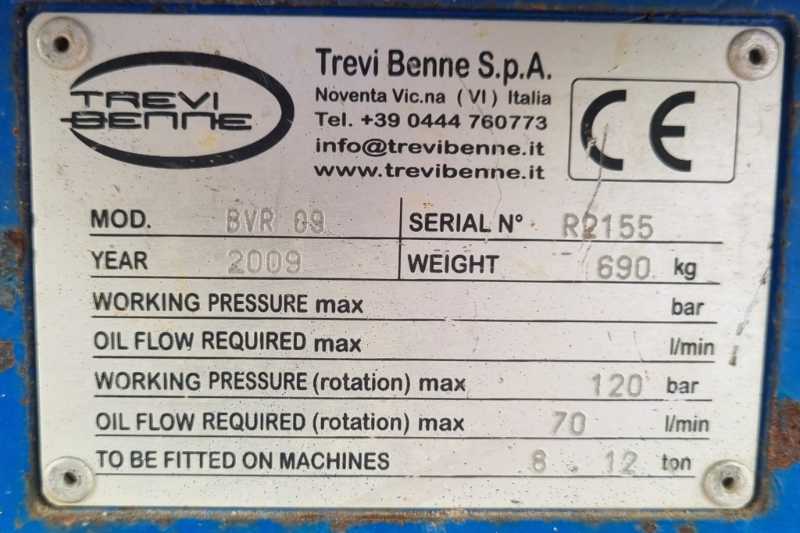 TREVI
BENNE
Trevi Benne S.p.A.
Noventa Vic.na (VI) Italia
Tel. +39 0444 760773
info@trevibenne.it
www.trevibenne.it
CE
MOD. BVR 09 SERIAL N° R2155
YEAR 2009 WEIGHT 690 kg
WORKING PRESSURE max bar
OIL FLOW REQUIRED max l/min
WORKING PRESSURE (rotation) max 120 bar
OIL FLOW REQUIRED (rotation) max 70 l/min
TO BE FITTED ON MACHINES 8 . 12 ton